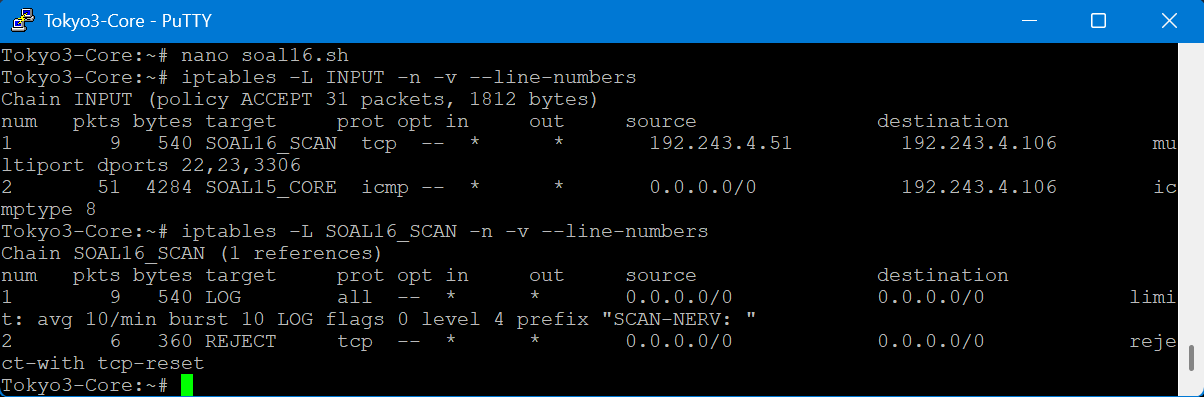 Tokyo3-Core - PuTTY
Tokyo3-Core:~# nano soal16.sh
Tokyo3-Core:~# iptables -L INPUT -n -v --line-numbers
Chain INPUT (policy ACCEPT 31 packets, 1812 bytes)
num   pkts bytes target     prot opt in     out     source               destination
1        9   540 SOAL16_SCAN  tcp  --  *      *       192.243.4.51         192.243.4.106        mu
ltiport dports 22,23,3306
2       51  4284 SOAL15_CORE  icmp --  *      *       0.0.0.0/0            192.243.4.106        ic
mptype 8
Tokyo3-Core:~# iptables -L SOAL16_SCAN -n -v --line-numbers
Chain SOAL16_SCAN (1 references)
num   pkts bytes target     prot opt in     out     source               destination
1        9   540 LOG        all  --  *      *       0.0.0.0/0            0.0.0.0/0            limi
t: avg 10/min burst 10 LOG flags 0 level 4 prefix "SCAN-NERV: "
2        6   360 REJECT     tcp  --  *      *       0.0.0.0/0            0.0.0.0/0            reje
ct-with tcp-reset
Tokyo3-Core:~#